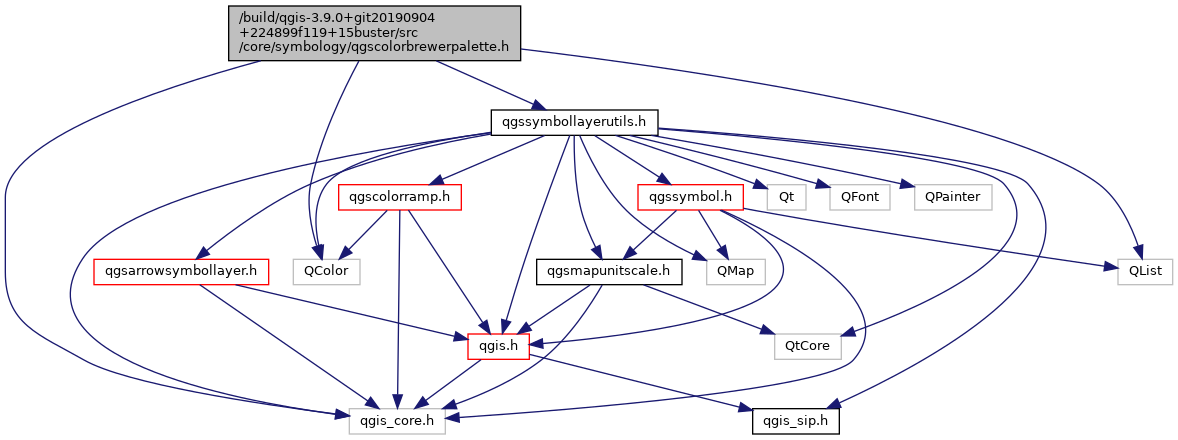 /build/qgis-3.9.0+git20190904
+224899f119+15buster/src
/core/symbology/qgscolorbrewerpalette.h
qgssymbollayerutils.h
qgscolorramp.h
qgssymbol.h
Qt
QFont
QPainter
qgsarrowsymbollayer.h
QColor
qgsmapunitscale.h
QMap
QList
qgis.h
QtCore
qgis_core.h
qgis_sip.h